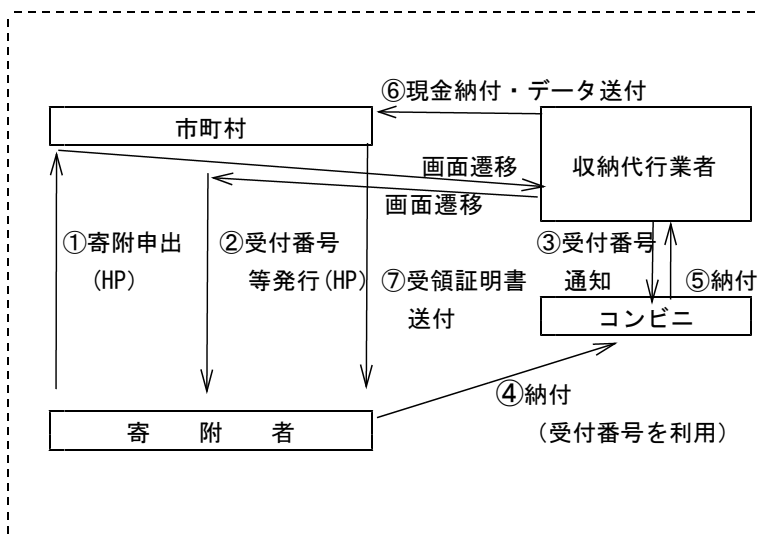 ⑥現金納付・データ送付
市町村
収納代行業者
画面遷移
画面遷移
①寄附申出
(HP)
②受付番号
等発行(HP)
③受付番号
通知
⑤納付
⑦受領証明書
送付
コンビニ
④納付
(受付番号を利用)
寄　附　者